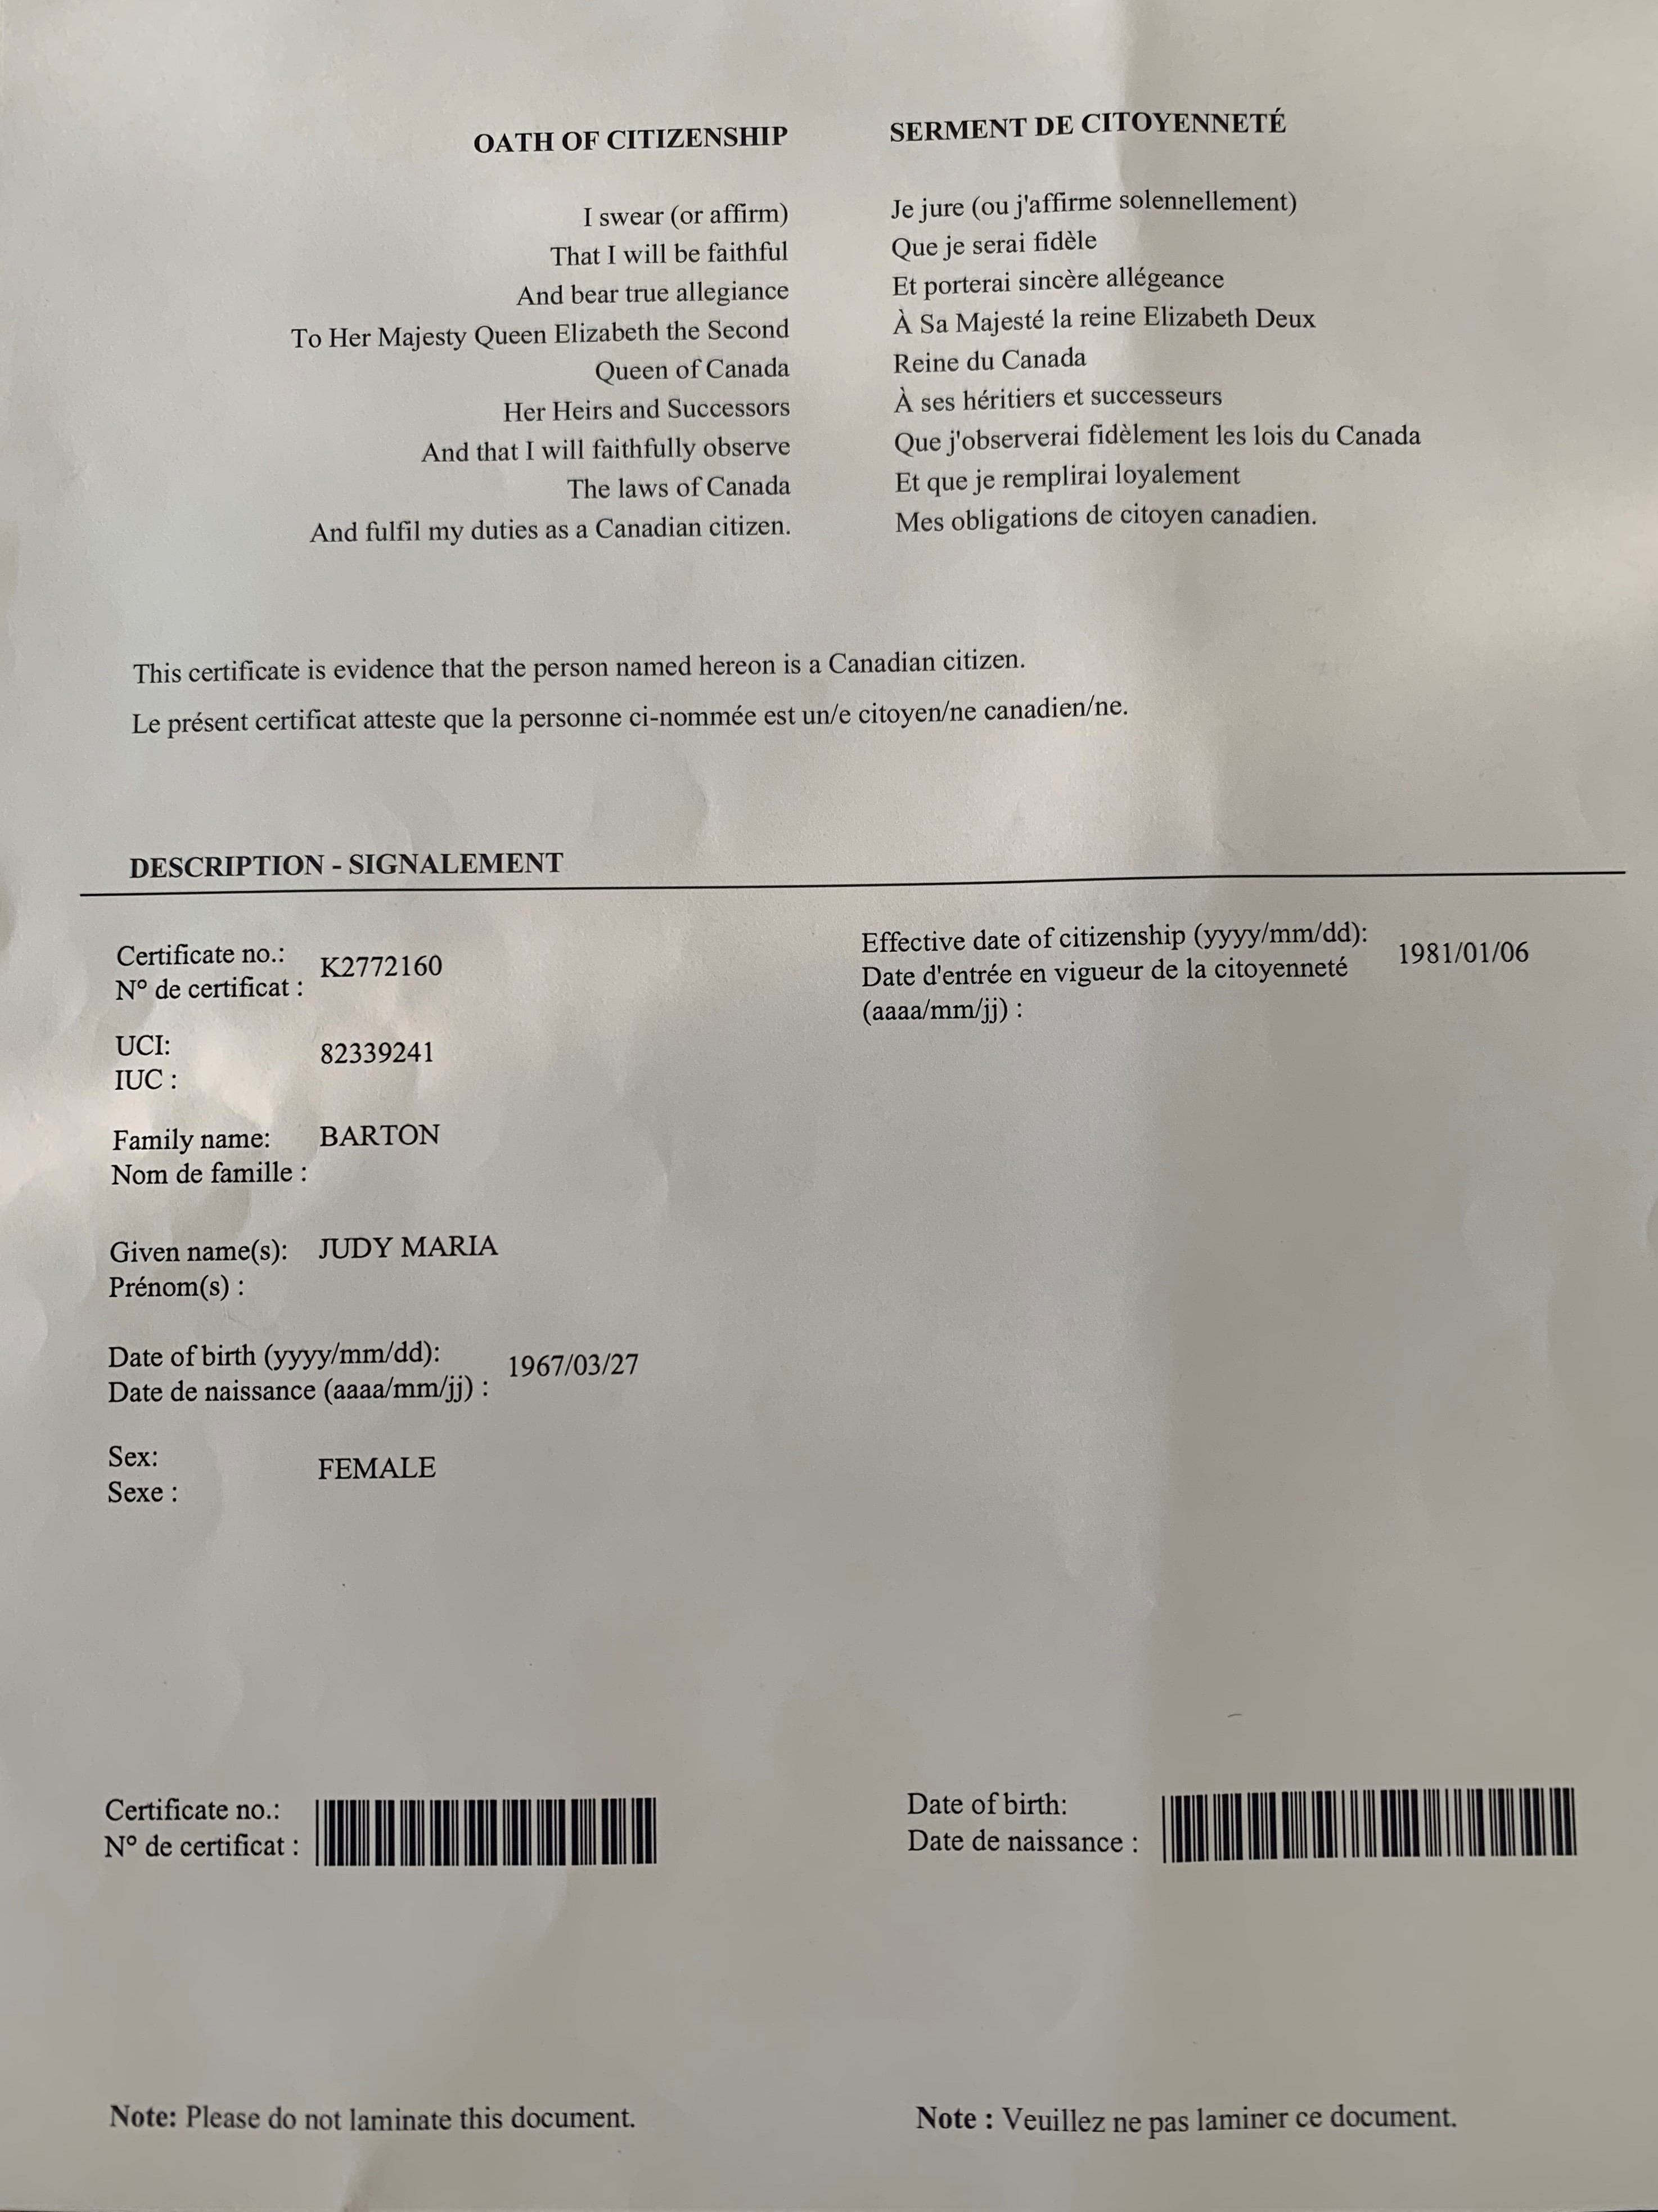 OATH OF CITIZENSHIP
I swear (or affirm)
That I will be faithful
And bear true allegiance
To Her Majesty Queen Elizabeth the Second
Queen of Canada
Her Heirs and Successors
And that I will faithfully observe
The laws of Canada
And fulfil my duties as a Canadian citizen.
SERMENT DE CITOYENNETÉ
Je jure (ou j'affirme solennellement)
Que je serai fidèle
Et porterai sincère allégeance
À Sa Majesté la reine Elizabeth Deux
Reine du Canada
À ses héritiers et successeurs
Que j'observerai fidèlement les lois du Canada
Et que je remplirai loyalement
Mes obligations de citoyen canadien.
This certificate is evidence that the person named hereon is a Canadian citizen.
Le présent certificat atteste que la personne ci-nommée est un/e citoyen/ne canadien/ne.
DESCRIPTION - SIGNALEMENT
Certificate no.:
N° de certificat :
K2772160
Effective date of citizenship (yyyy/mm/dd):
Date d'entrée en vigueur de la citoyenneté
(aaaa/mm/jj) :
1981/01/06
UCI:
IUC :
82339241
Family name: BARTON
Nom de famille :
Given name(s): JUDY MARIA
Prénom(s) :
Date of birth (yyyy/mm/dd):
Date de naissance (aaaa/mm/jj) :
1967/03/27
Sex:
Sexe :
FEMALE
Certificate no.:
N° de certificat :
Date of birth:
Date de naissance :
Note: Please do not laminate this document.
Note : Veuillez ne pas laminer ce document.